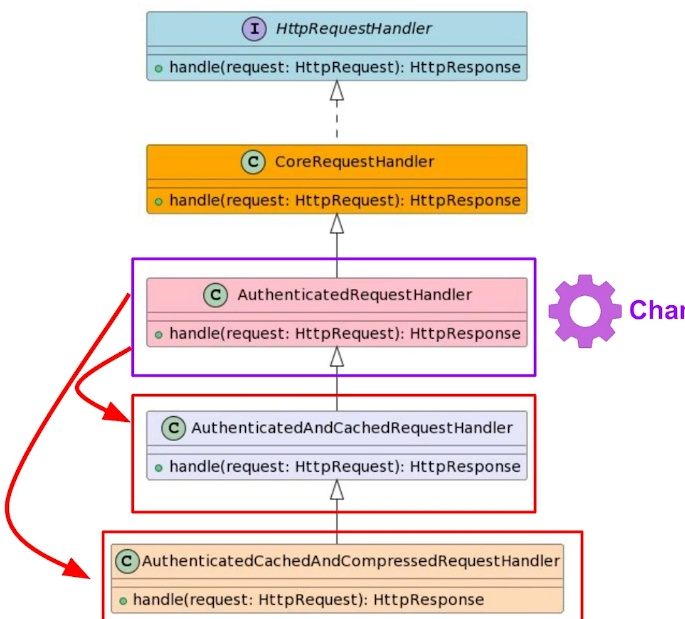 I HttpRequestHandler
handle(request: HttpRequest): HttpResponse
C CoreRequestHandler
handle(request: HttpRequest): HttpResponse
C AuthenticatedRequestHandler
handle(request: HttpRequest): HttpResponse
Char
C AuthenticatedAndCachedRequestHandler
handle(request: HttpRequest): HttpResponse
C AuthenticatedCachedAndCompressedRequestHandler
handle(request: HttpRequest): HttpResponse